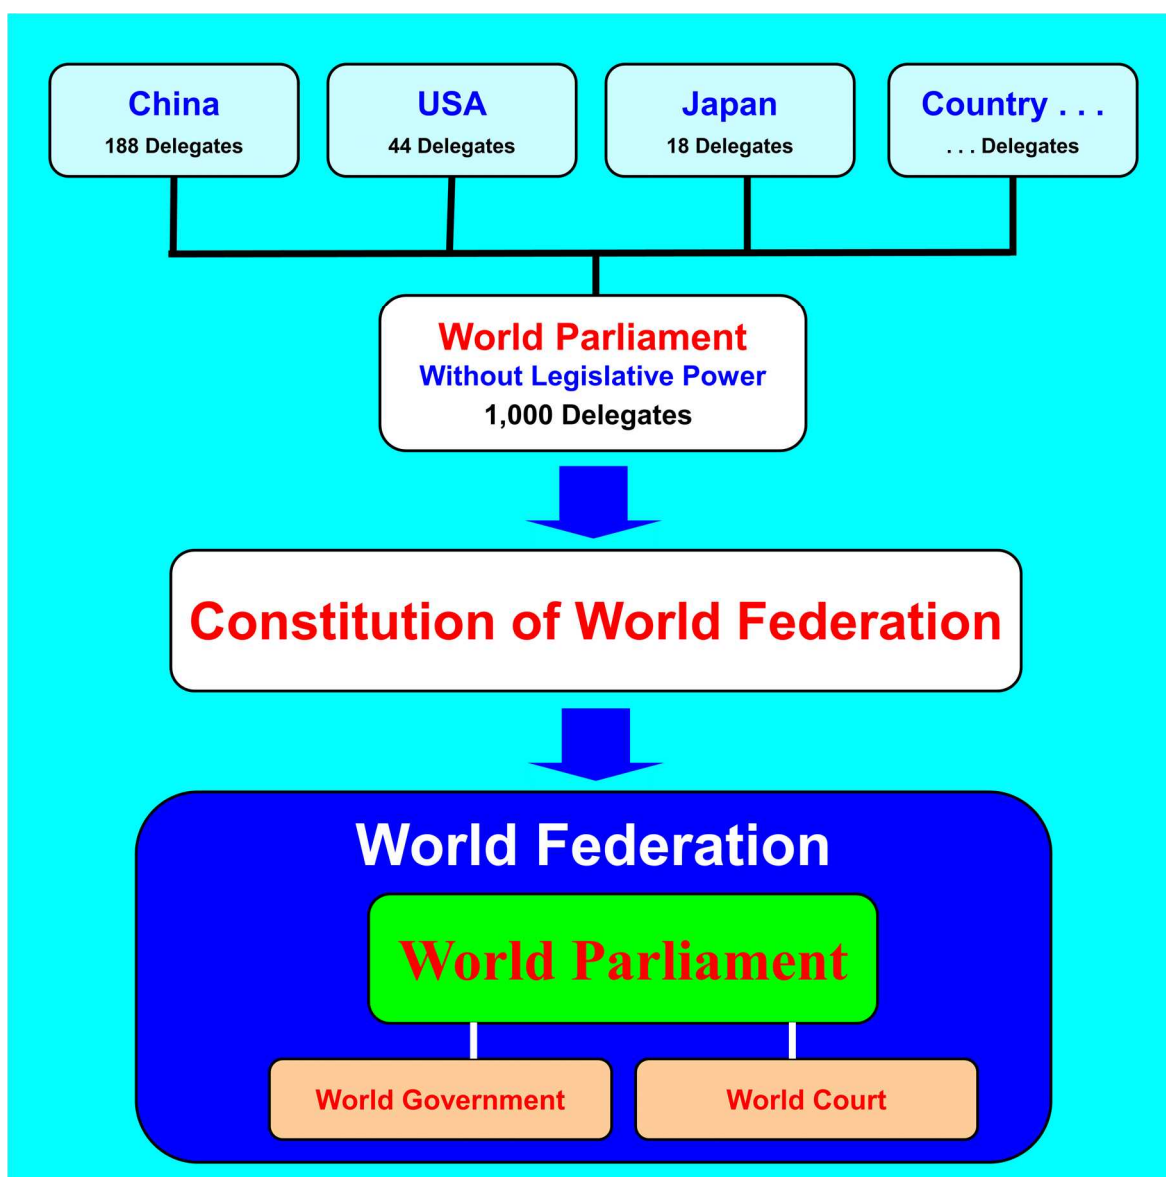 China
188 Delegates
USA
44 Delegates
Japan
18 Delegates
Country . . .
. . . Delegates
World Parliament
Without Legislative Power
1,000 Delegates
Constitution of World Federation
World Federation
World Parliament
World Government
World Court